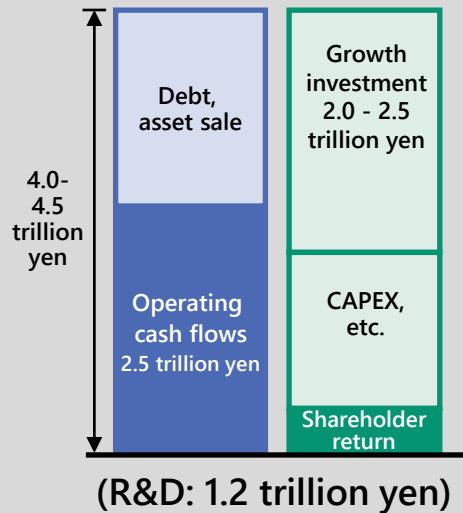 4.0-
4.5
trillion
yen
Debt,
asset sale
Operating
cash flows
2.5 trillion yen
Growth
investment
2.0 - 2.5
trillion yen
CAPEX,
etc.
Shareholder
return
(R&D: 1.2 trillion yen)